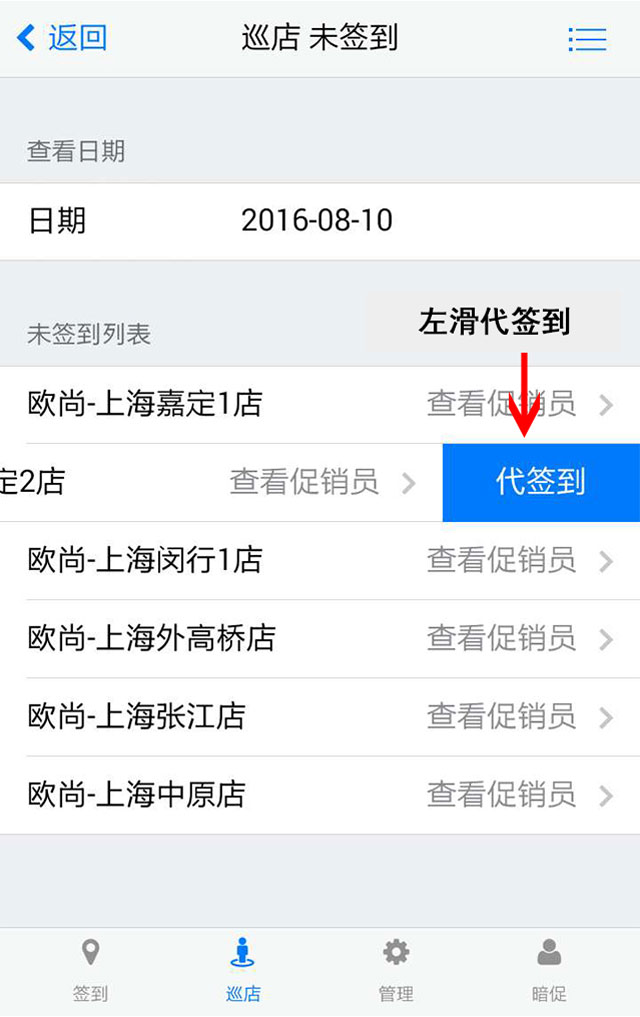 返回 巡店 未签到
查看日期
日期 2016-08-10
未签到列表
左滑代签到
欧尚-上海嘉定1店 查看促销员
定2店 查看促销员 代签到
欧尚-上海闵行1店 查看促销员
欧尚-上海外高桥店 查看促销员
欧尚-上海张江店 查看促销员
欧尚-上海中原店 查看促销员
签到 巡店 管理 暗促